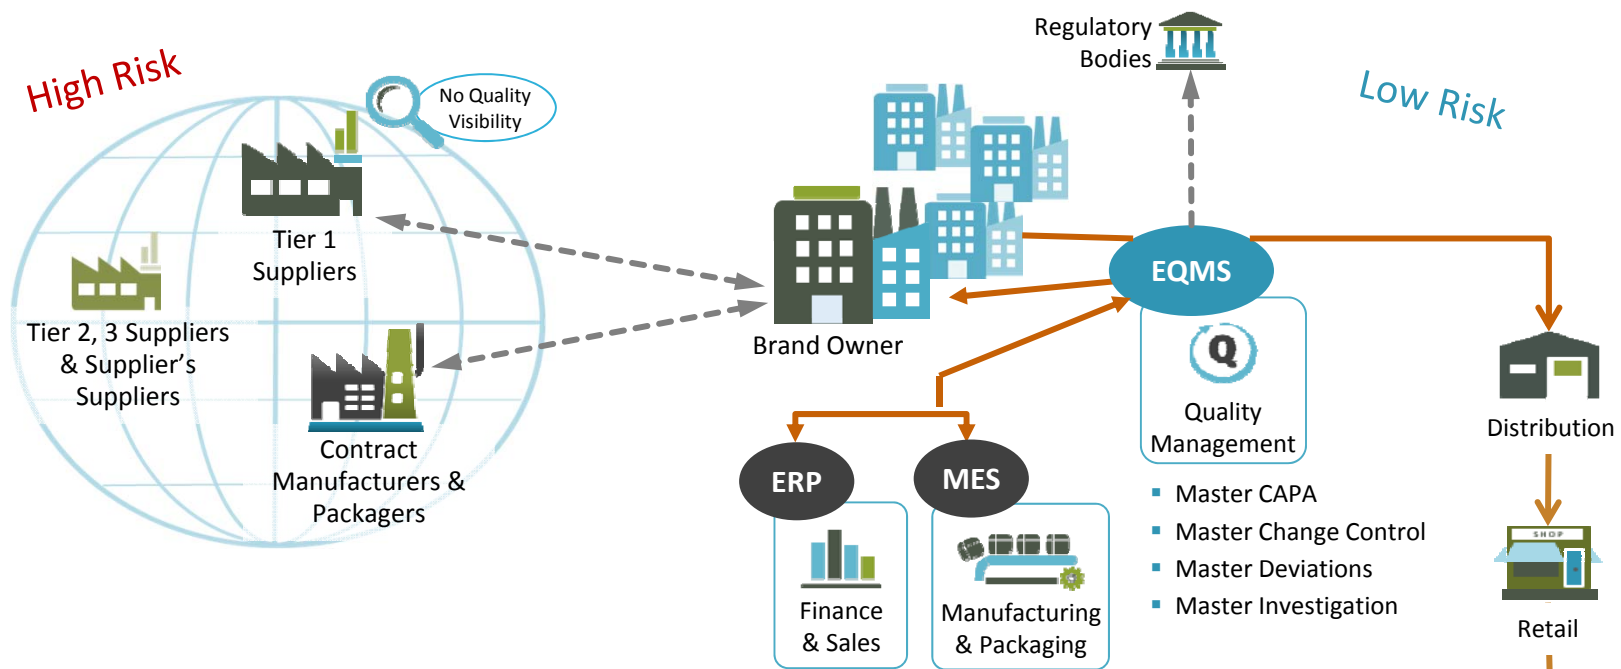 High Risk
No Quality
Visibility
Tier 1
Suppliers
Tier 2, 3 Suppliers
& Supplier’s
Suppliers
Contract
Manufacturers &
Packagers
Regulatory
Bodies
Low Risk
Brand Owner
EQMS
Q
Quality
Management
▪ Master CAPA
▪ Master Change Control
▪ Master Deviations
▪ Master Investigation
ERP
Finance
& Sales
MES
Manufacturing
& Packaging
Distribution
SHOP
Retail